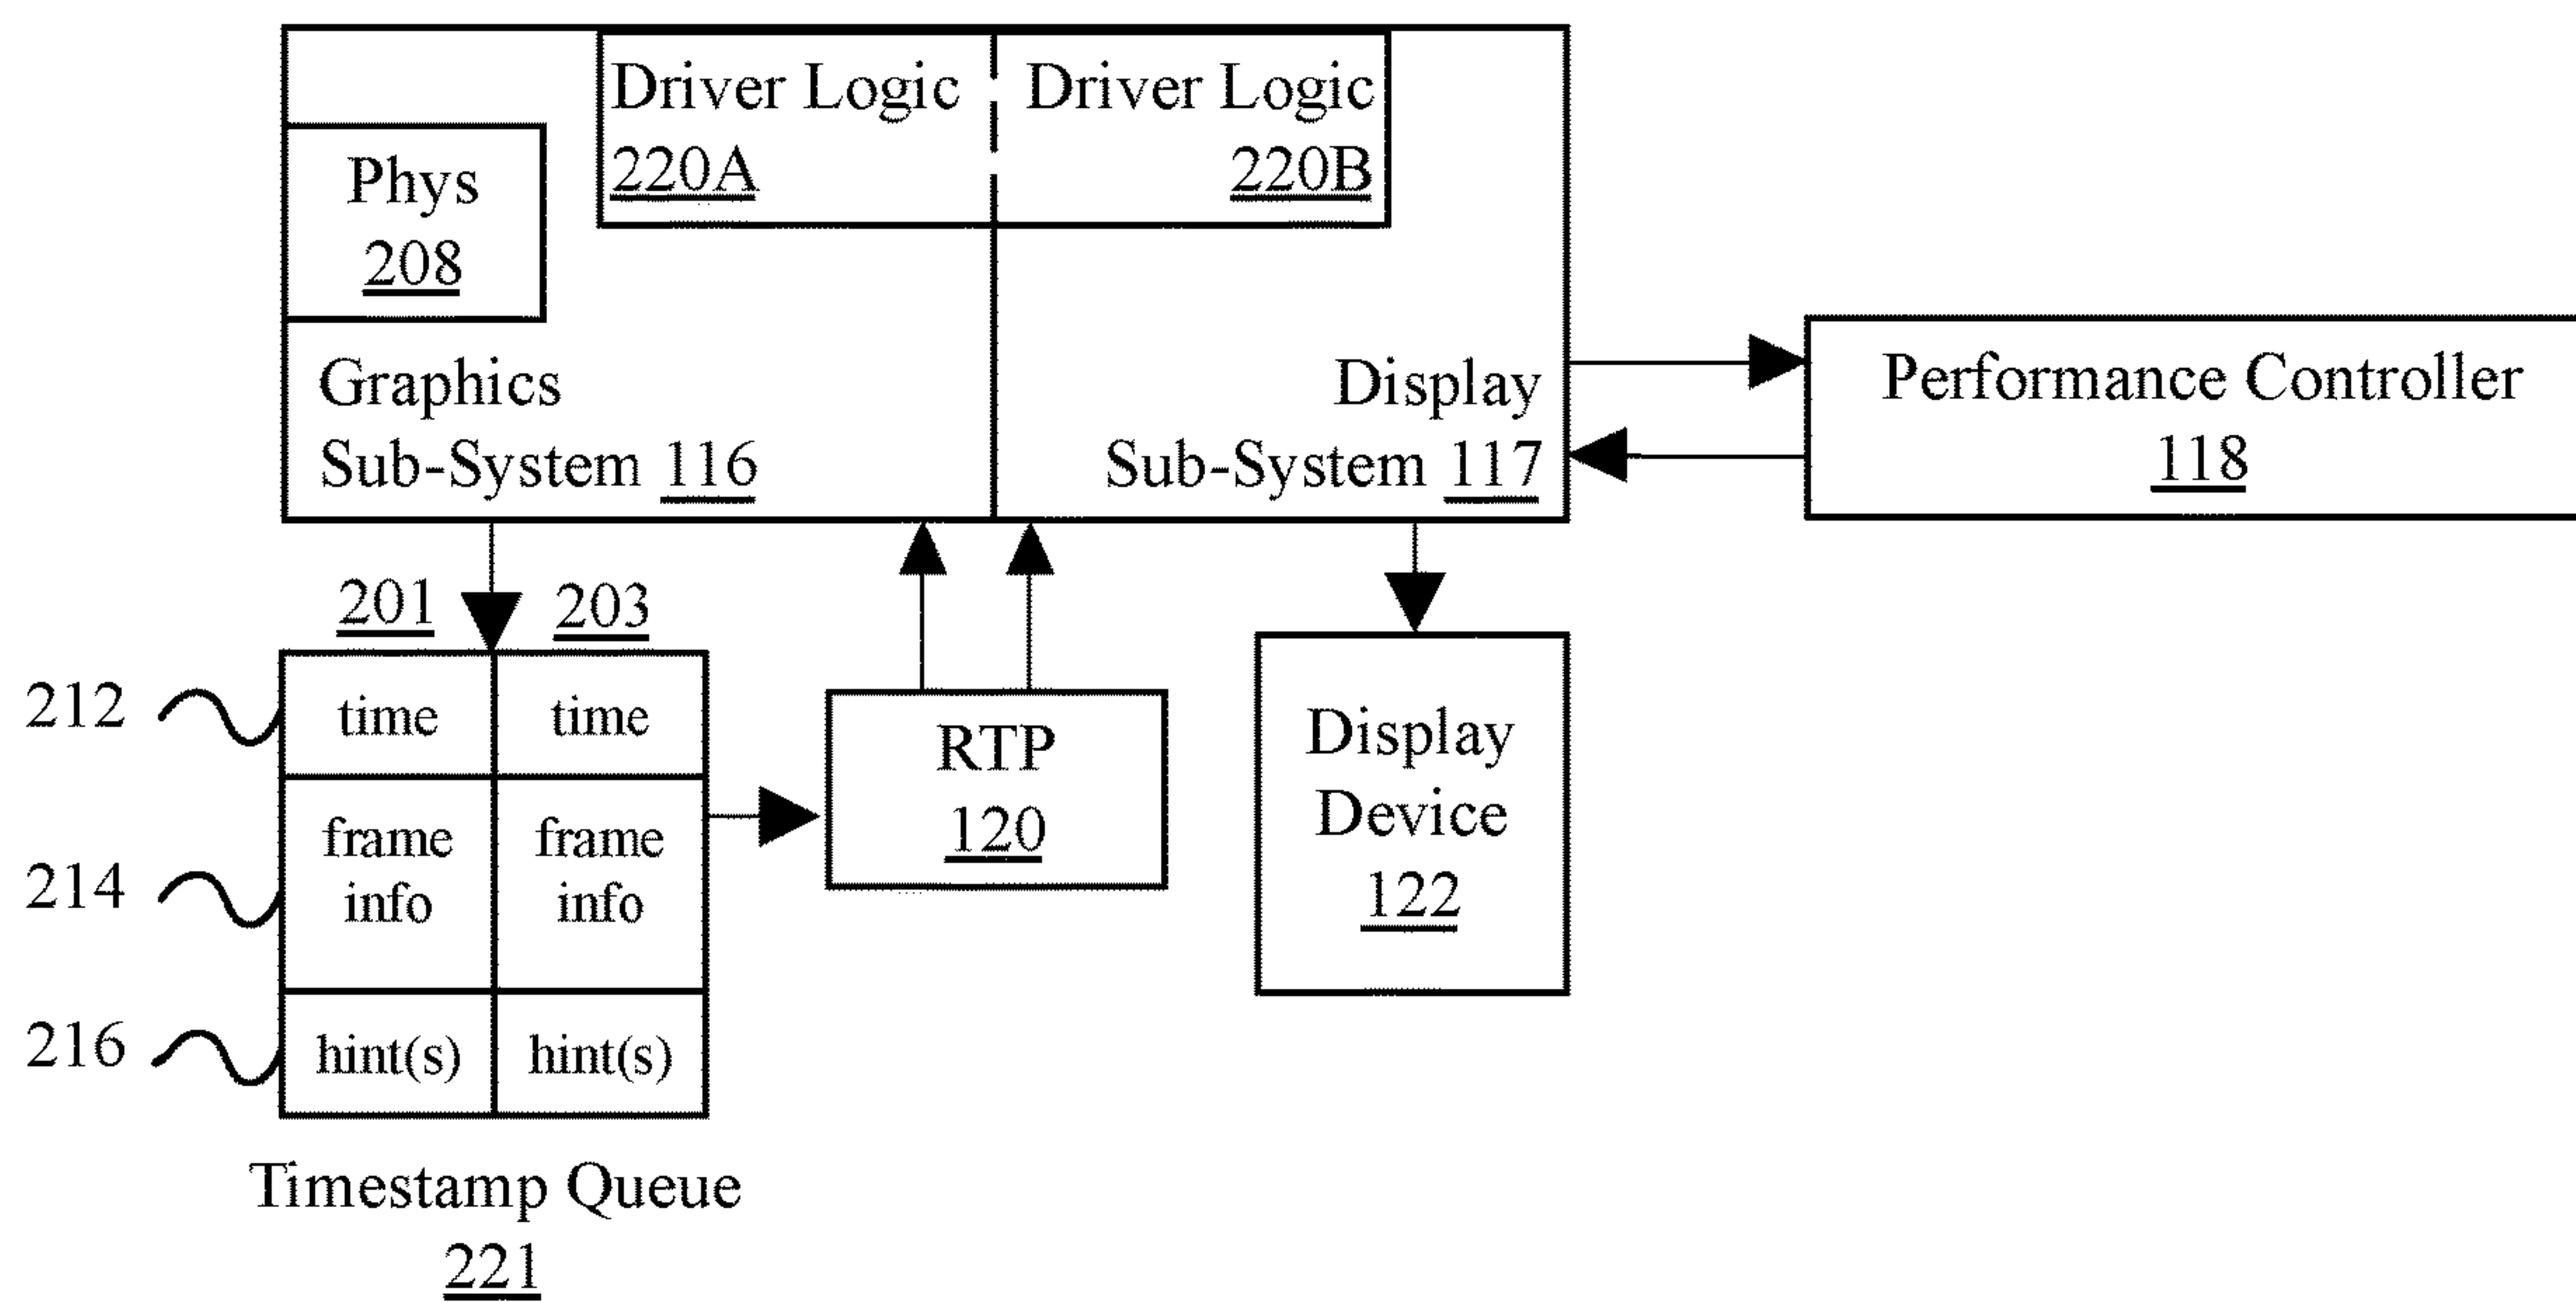 Driver Logic
220A
Driver Logic
220B
Phys
208
Graphics
Sub-System 116
Display
Sub-System 117
Performance Controller
118
201
203
212
time
time
214
frame
info
frame
info
216
hint(s)
hint(s)
Timestamp Queue
221
RTP
120
Display
Device
122